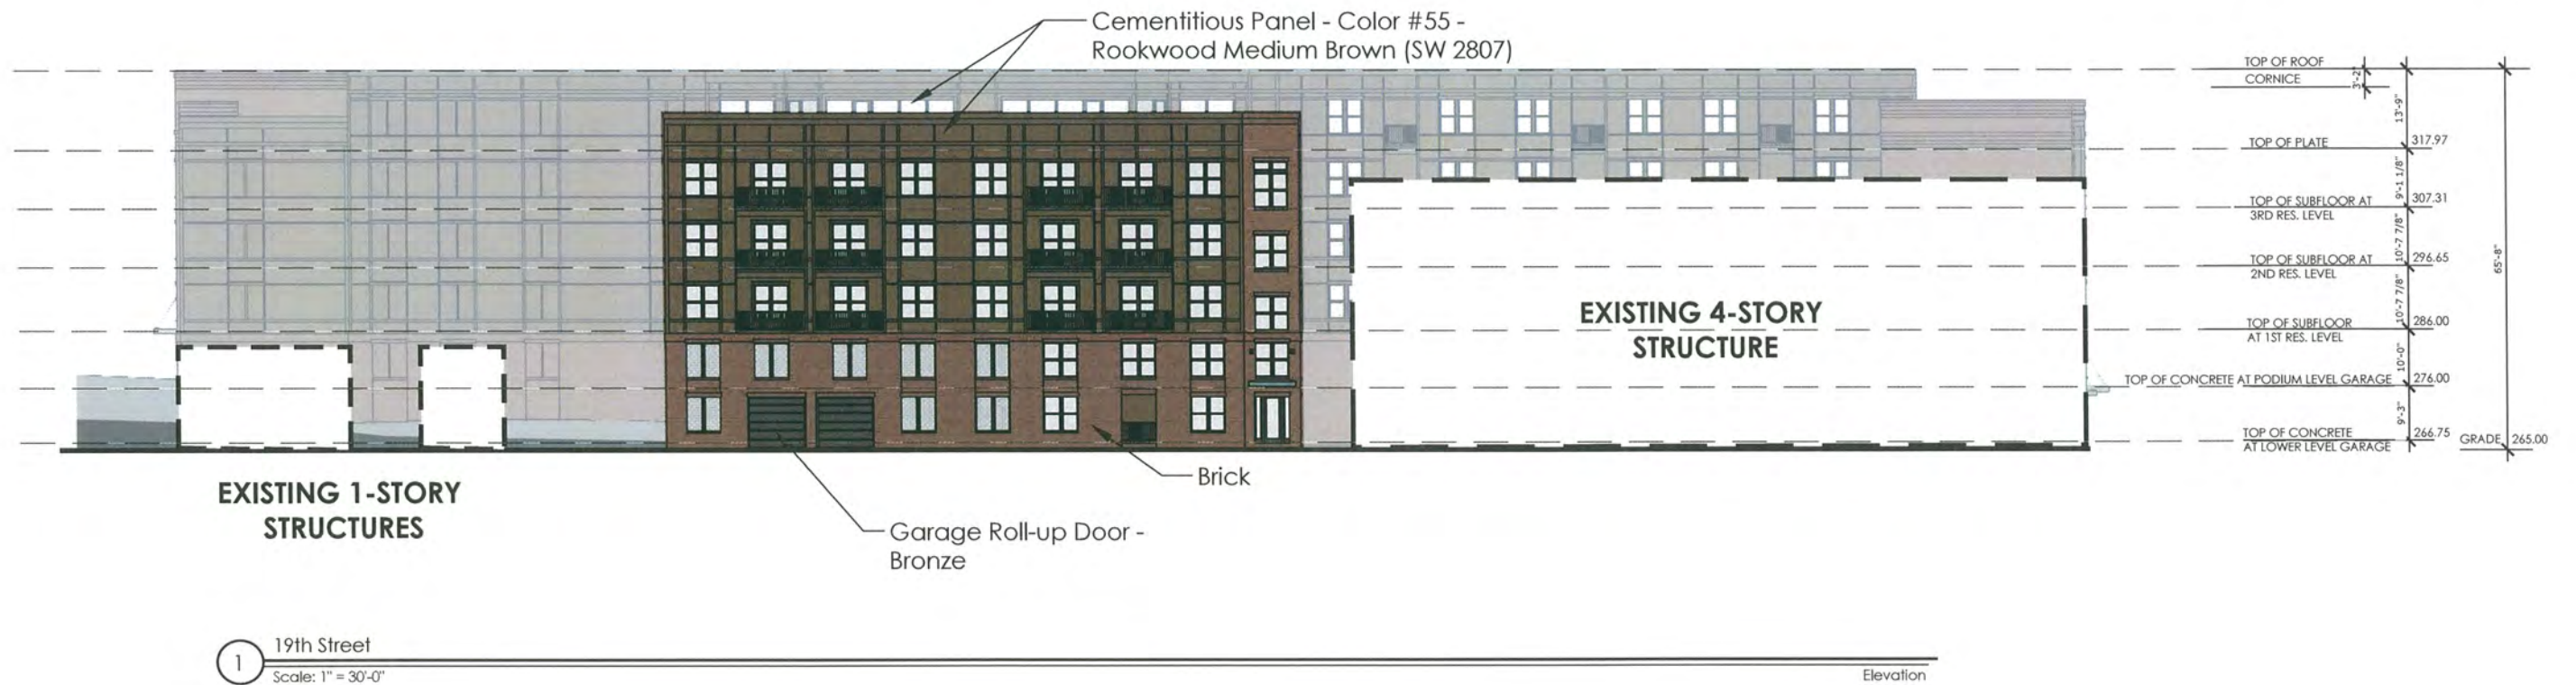 Cementitious Panel - Color #55 -
Rookwood Medium Brown (SW 2807)
TOP OF ROOF
CORNICE
3'-2"
13'-9"
TOP OF PLATE
317.97
9'-1 1/8"
TOP OF SUBFLOOR AT
3RD RES. LEVEL
307.31
10'-7 7/8"
TOP OF SUBFLOOR AT
2ND RES. LEVEL
296.65
65'-8"
10'-7 7/8"
TOP OF SUBFLOOR
AT 1ST RES. LEVEL
286.00
10'-0"
TOP OF CONCRETE AT PODIUM LEVEL GARAGE
276.00
9'-3"
TOP OF CONCRETE
AT LOWER LEVEL GARAGE
266.75
GRADE
265.00
EXISTING 4-STORY
STRUCTURE
EXISTING 1-STORY
STRUCTURES
Brick
Garage Roll-up Door -
Bronze
1
19th Street
Scale: 1" = 30'-0"
Elevation